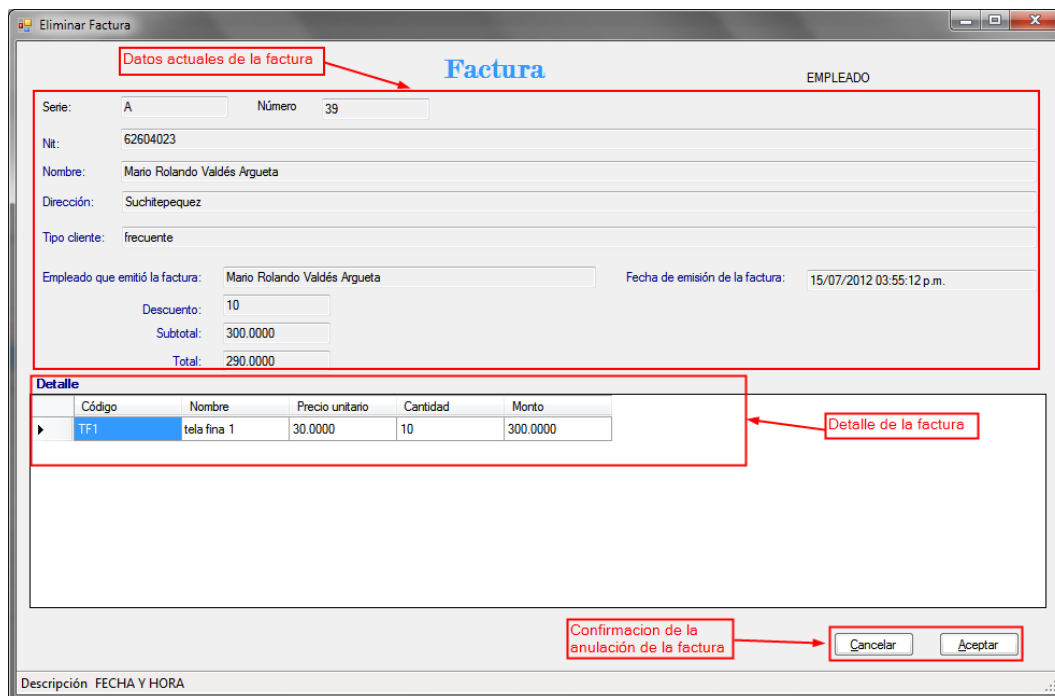 Eliminar Factura
Datos actuales de la factura
Factura
EMPLEADO
Serie: A Número 39
Nit: 62604023
Nombre: Mario Rolando Valdés Argueta
Dirección: Suchitepequez
Tipo cliente: frecuente
Empleado que emitió la factura: Mario Rolando Valdés Argueta Fecha de emisión de la factura: 15/07/2012 03:55:12 p.m.
Descuento: 10
Subtotal: 300.0000
Total: 290.0000
Detalle
Código Nombre Precio unitario Cantidad Monto
TF1 tela fina 1 30.0000 10 300.0000
Detalle de la factura
Confirmacion de la
anulación de la factura
Cancelar Aceptar
Descripción FECHA Y HORA